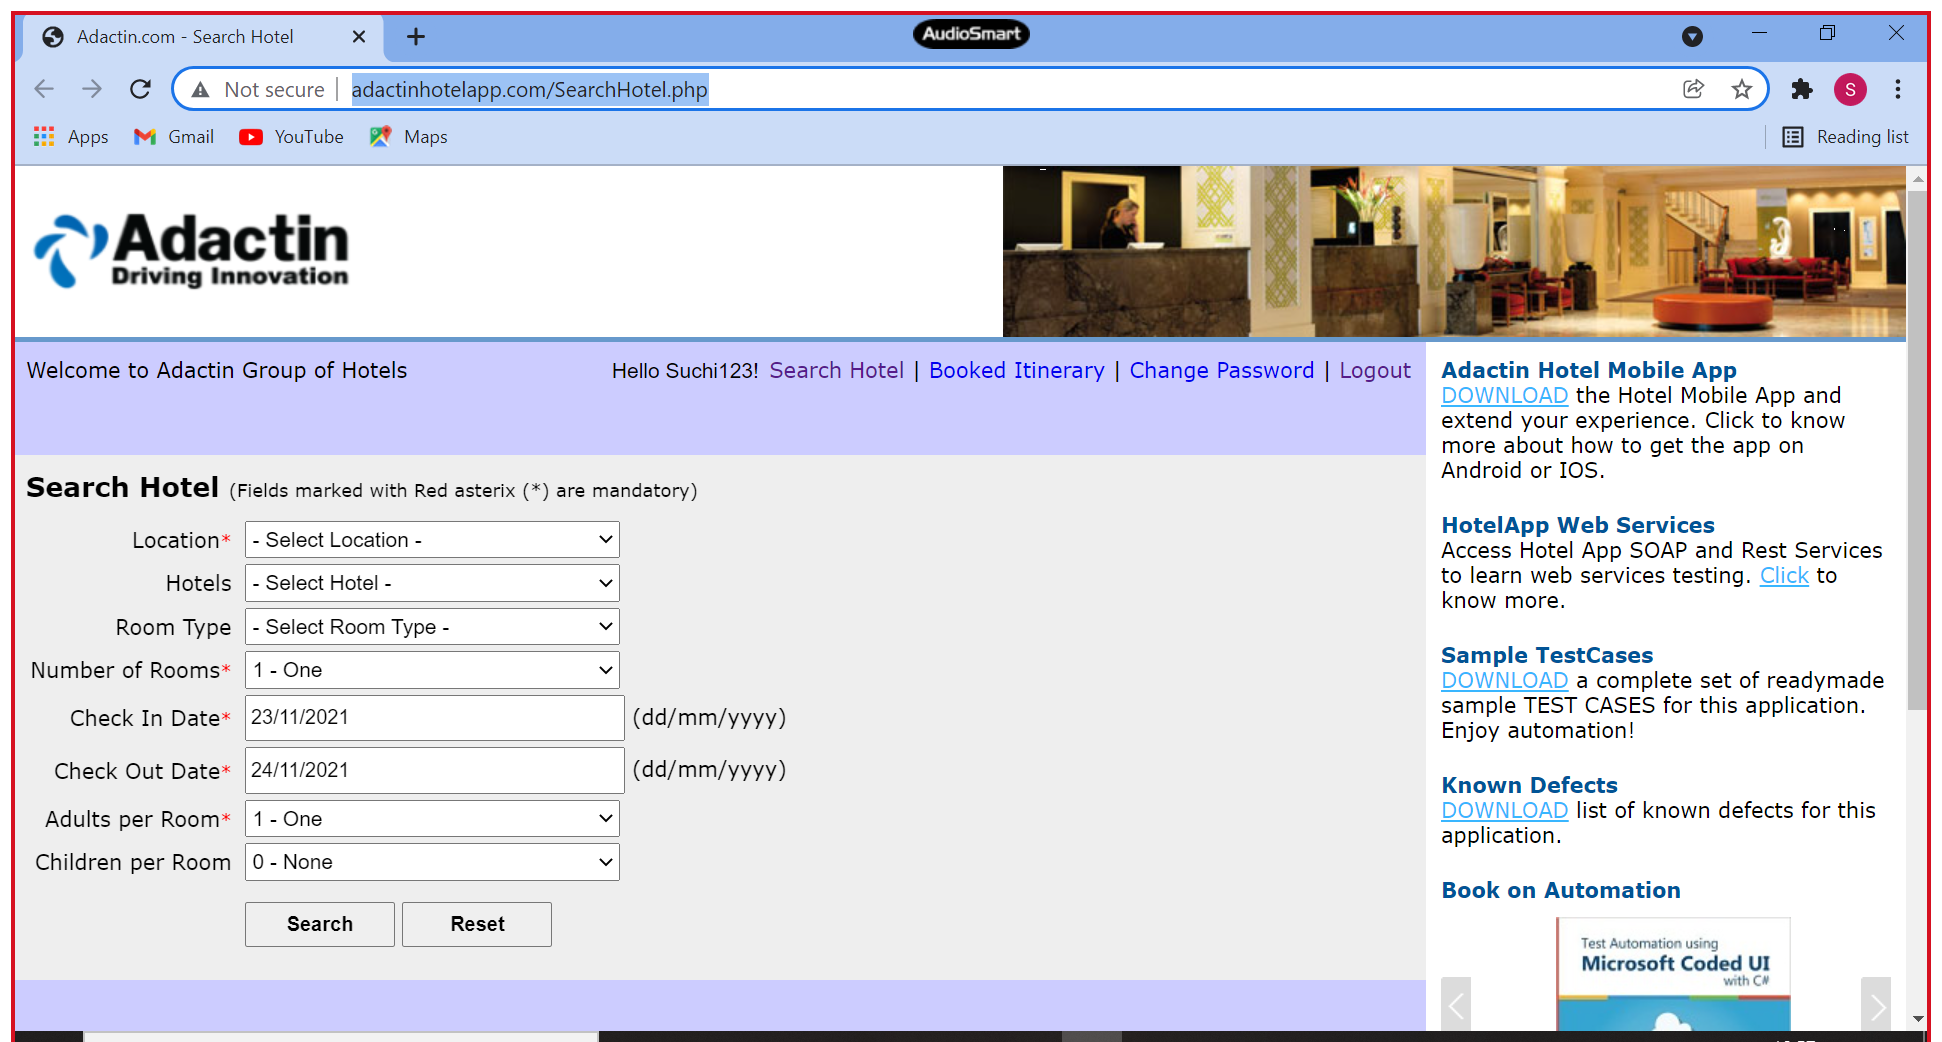 Adactin.com - Search Hotel
AudioSmart
Not secure
adactinhotelapp.com/SearchHotel.php
S
Apps
Gmail
YouTube
Maps
Reading list
Adactin
Driving Innovation
Welcome to Adactin Group of Hotels
Hello Suchi123! Search Hotel | Booked Itinerary | Change Password | Logout
Search Hotel (Fields marked with Red asterix (*) are mandatory)
Location* - Select Location -
Hotels - Select Hotel -
Room Type - Select Room Type -
Number of Rooms* 1 - One
Check In Date* 23/11/2021 (dd/mm/yyyy)
Check Out Date* 24/11/2021 (dd/mm/yyyy)
Adults per Room* 1 - One
Children per Room 0 - None
Search Reset
Adactin Hotel Mobile App
DOWNLOAD the Hotel Mobile App and
extend your experience. Click to know
more about how to get the app on
Android or IOS.
HotelApp Web Services
Access Hotel App SOAP and Rest Services
to learn web services testing. Click to
know more.
Sample TestCases
DOWNLOAD a complete set of readymade
sample TEST CASES for this application.
Enjoy automation!
Known Defects
DOWNLOAD list of known defects for this
application.
Book on Automation
Test Automation using
Microsoft Coded UI
with C#